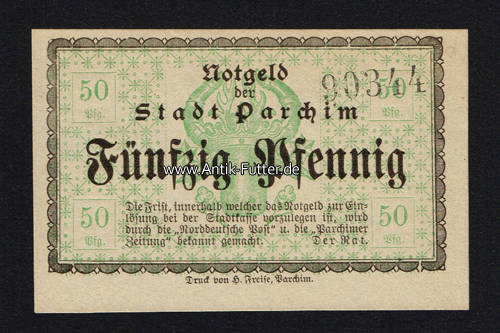 Notgeld
90344
der
Stadt Parchim
50
Pfg.
50
Fünfzig Pfennig
www.Antik-Futter.de
Die Frist, innerhalb welcher das Notgeld zur Ein-
lösung bei der Stadtkasse vorzulegen ist, wird
durch die „Norddeutsche Post" u. die „Parchimer
Zeitung" bekannt gemacht. Der Rat.
50
Pfg.
50
Pfg.
Druck von H. Freise, Parchim.